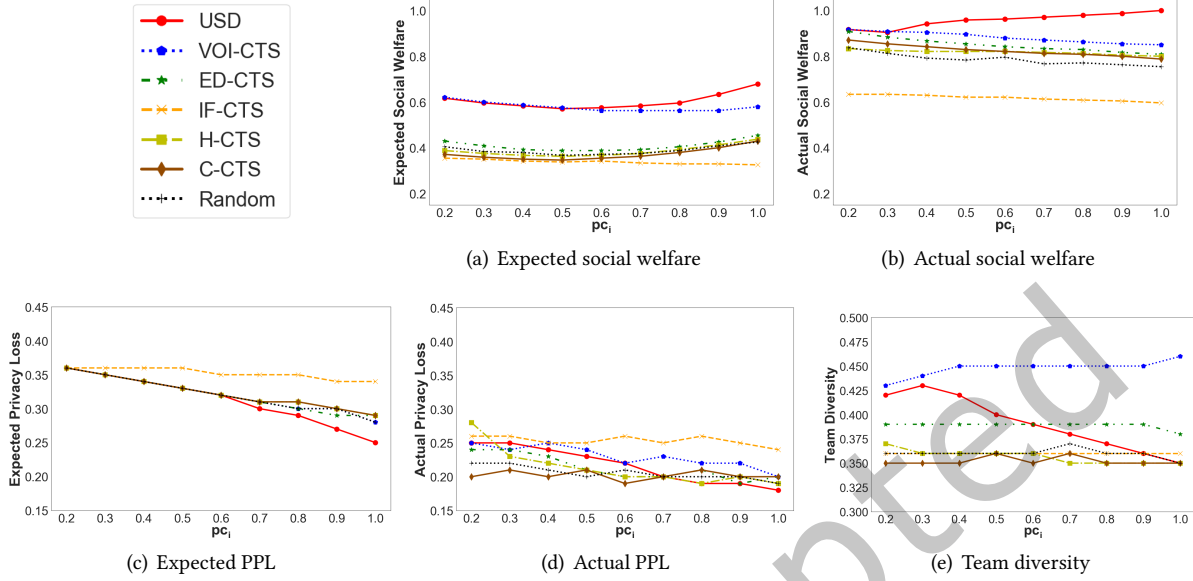 USD
VOI-CTS
ED-CTS
IF-CTS
H-CTS
C-CTS
Random
Expected Social Welfare
1.0
0.8
0.6
0.4
0.2
0.2 0.3 0.4 0.5 0.6 0.7 0.8 0.9 1.0
pci
(a) Expected social welfare
Actual Social Welfare
1.0
0.8
0.6
0.4
0.2
0.2 0.3 0.4 0.5 0.6 0.7 0.8 0.9 1.0
pci
(b) Actual social welfare
Expected Privacy Loss
0.45
0.40
0.35
0.30
0.25
0.20
0.15
0.2 0.3 0.4 0.5 0.6 0.7 0.8 0.9 1.0
pci
(c) Expected PPL
Actual Privacy Loss
0.45
0.40
0.35
0.30
0.25
0.20
0.15
0.2 0.3 0.4 0.5 0.6 0.7 0.8 0.9 1.0
pci
(d) Actual PPL
Team Diversity
0.500
0.475
0.450
0.425
0.400
0.375
0.350
0.325
0.300
0.2 0.3 0.4 0.5 0.6 0.7 0.8 0.9 1.0
pci
(e) Team diversity
pted